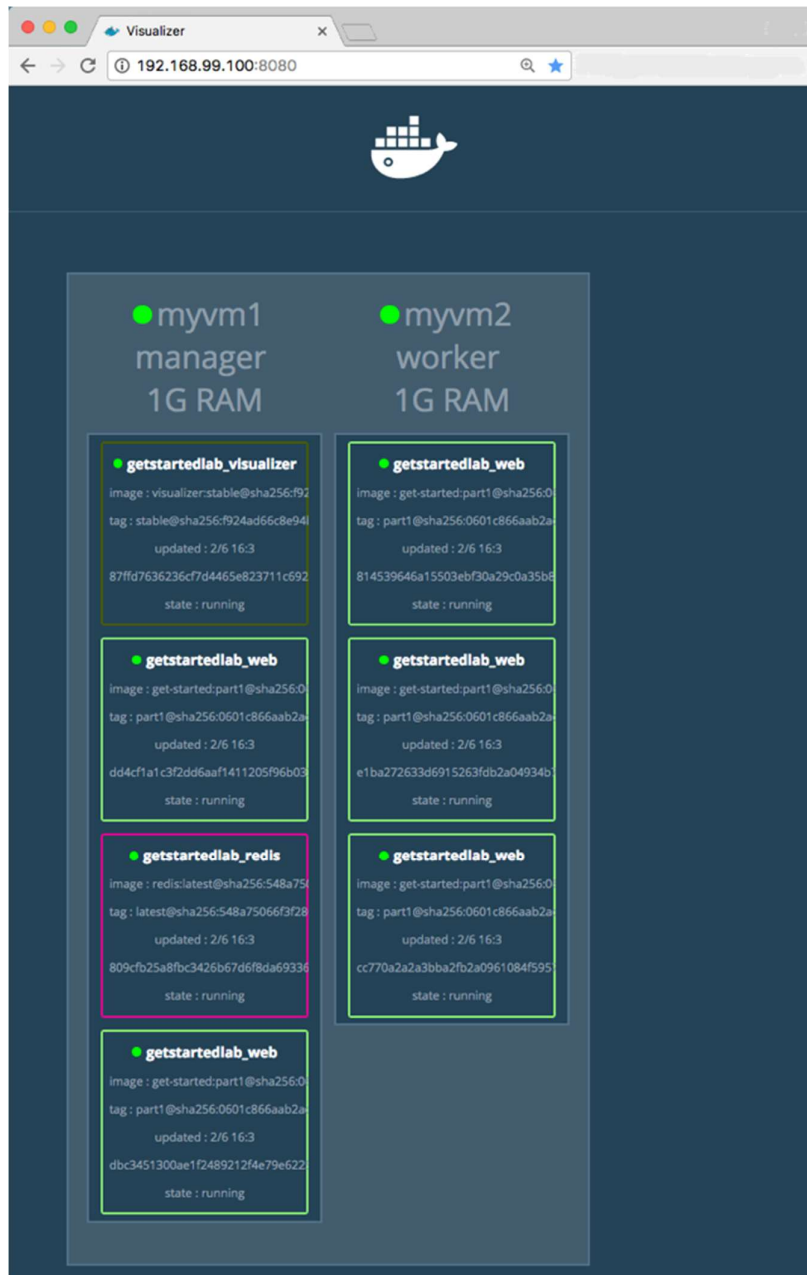 Visualizer
192.168.99.100:8080
myvm1
manager
1G RAM
getstartedlab_visualizer
image : visualizer:stable@sha256:f92
tag : stable@sha256:f924ad66c8e94
updated : 2/6 16:3
87ffd7636236cf7d4465e823711c692
state : running
getstartedlab_web
image : get-started:part1@sha256:0
tag : part1@sha256:0601c866aab2a
updated : 2/6 16:3
dd4cf1a1c3f2dd6aaf1411205f96b03
state : running
getstartedlab_redis
image : redis:latest@sha256:548a75
tag : latest@sha256:548a75066f3f28
updated : 2/6 16:3
809cfb25a8fbc3426b67d6f8da69336
state : running
getstartedlab_web
image : get-started:part1@sha256:0
tag : part1@sha256:0601c866aab2a
updated : 2/6 16:3
dbc3451300ae1f2489212f4e79e622
state : running
myvm2
worker
1G RAM
getstartedlab_web
image : get-started:part1@sha256:0
tag : part1@sha256:0601c866aab2a
updated : 2/6 16:3
814539646a15503ebf30a29c0a35b8
state : running
getstartedlab_web
image : get-started:part1@sha256:0
tag : part1@sha256:0601c866aab2a
updated : 2/6 16:3
e1ba272633d6915263fdb2a04934b
state : running
getstartedlab_web
image : get-started:part1@sha256:0
tag : part1@sha256:0601c866aab2a
updated : 2/6 16:3
cc770a2a2a3bba2fb2a0961084f595
state : running